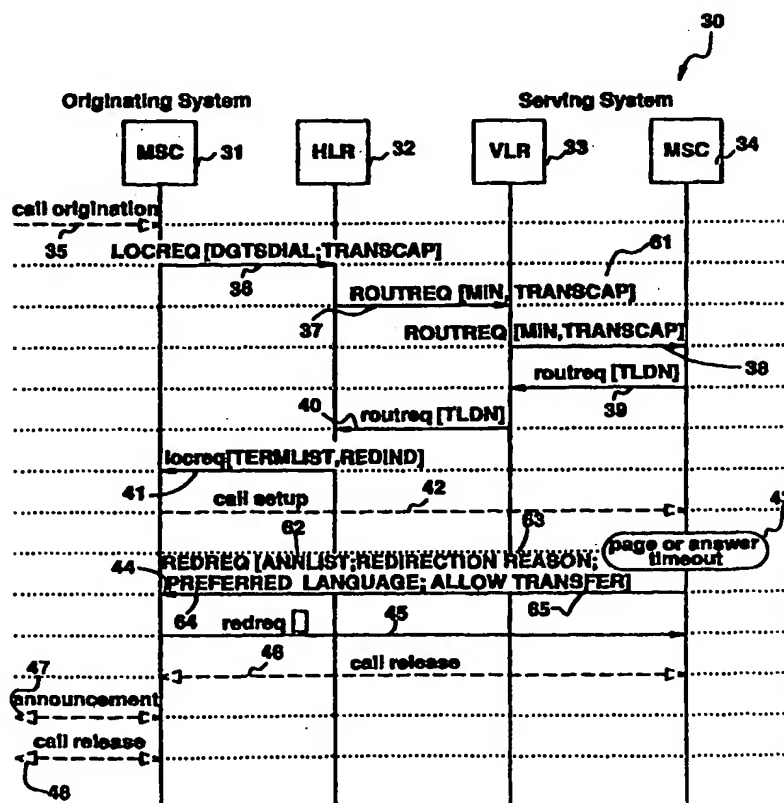 30
Originating System Serving System
MSC 31 HLR 32 VLR 33 MSC 34
call origination
35
LOCREQ [DGTSDIAL;TRANSCAP]
36
61
ROUTREQ [MIN, TRANSCAP]
37
ROUTREQ [MIN,TRANSCAP]
38
routreq [TLDN]
39
40 routreq [TLDN]
locreq[TERMLIST,REDIND]
41
call setup 42
62 63
page or answer
timeout
REDREQ [ANNLIST;REDIRECTION REASON;
44 PREFERRED LANGUAGE; ALLOW TRANSFER]
64 65
redreq [] 45
46 call release
47
announcement
call release
48